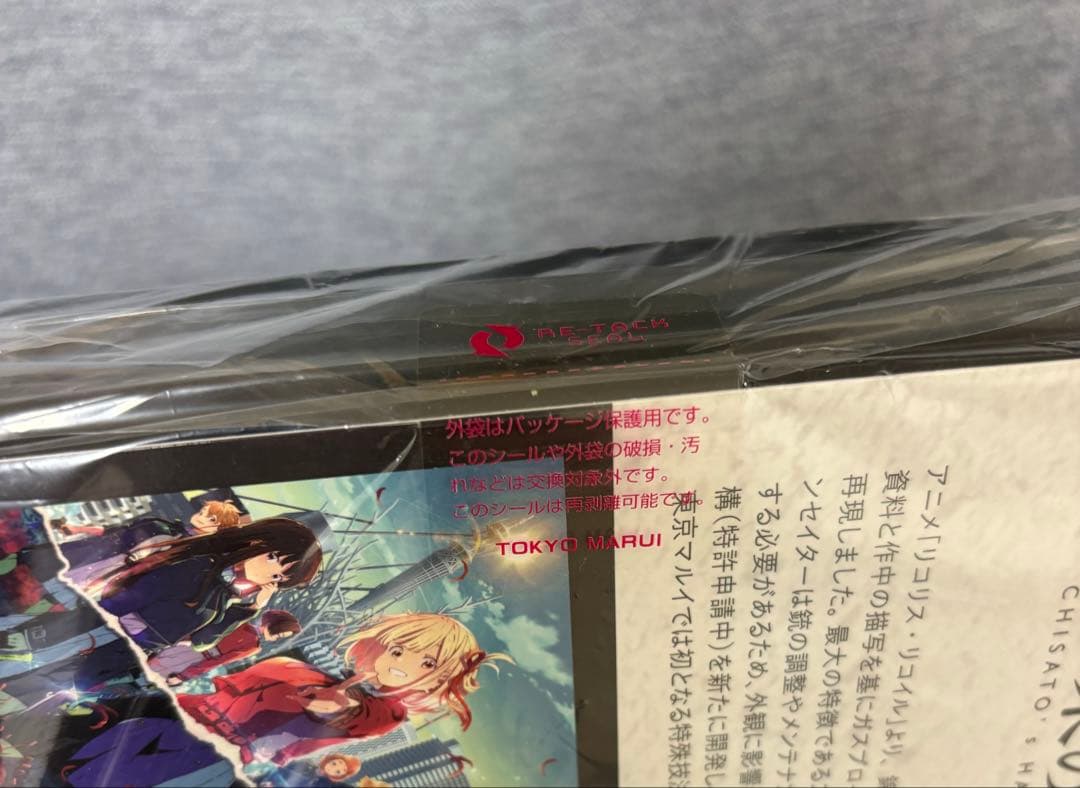 RE-TACK
SEAL
外袋はパッケージ保護用です。
このシールや外袋の破損・汚
れなどは交換対象外です。
このシールは再剥離可能です。
TOKYO MARUI
アニメ「リコリス・リコイル」より、
資料と作中の描写を基にガスブロ
再現しました。最大の特徴である
ンセイターは銃の調整やメンテナ
する必要があるため、外観に影響
構(特許申請中)を新たに開発し
東京マルイでは初となる特殊技
CHISATO'S HA